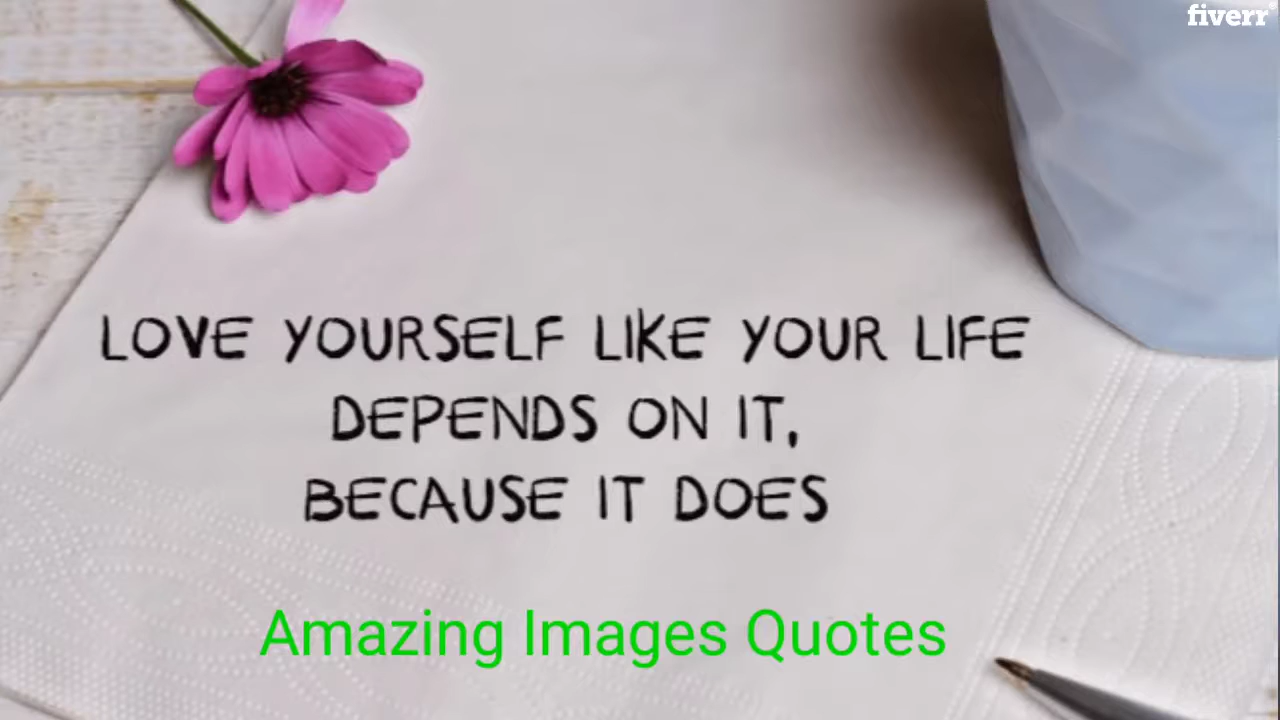 fiverr
LOVE YOURSELF LIKE YOUR LIFE
DEPENDS ON IT,
BECAUSE IT DOES
Amazing Images Quotes